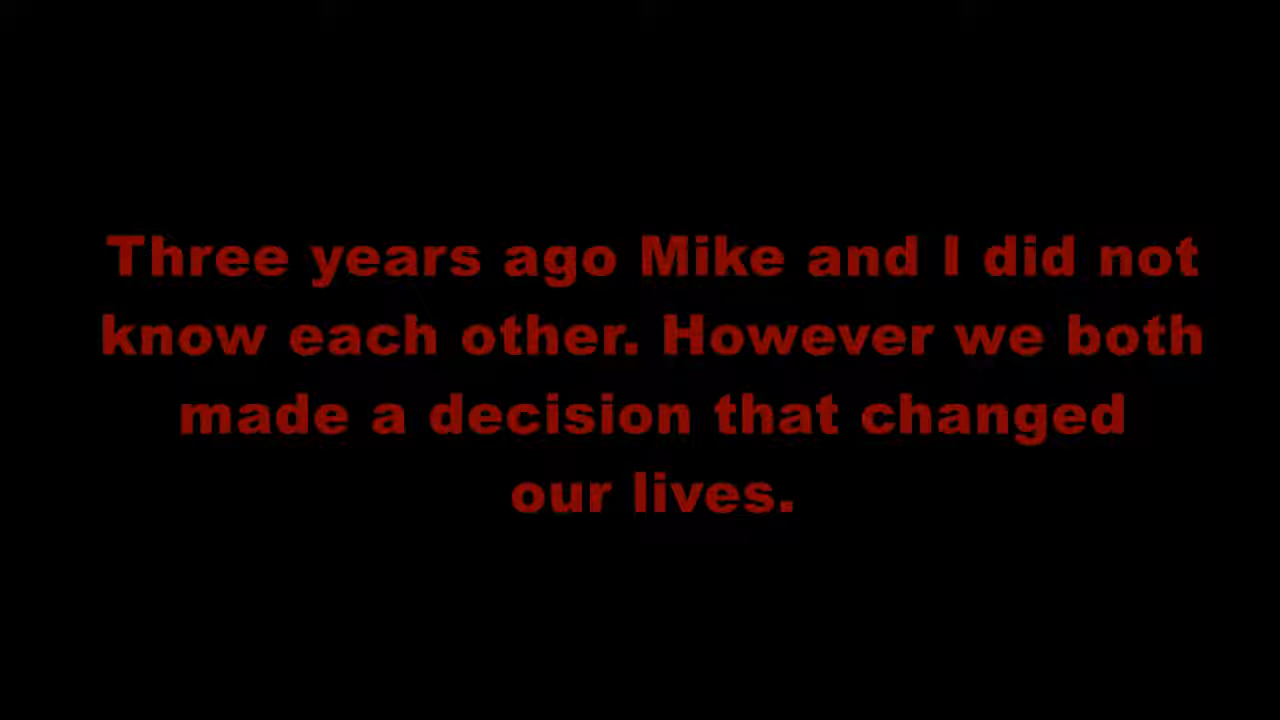 Three years ago Mike and I did not
know each other. However we both
made a decision that changed
our lives.